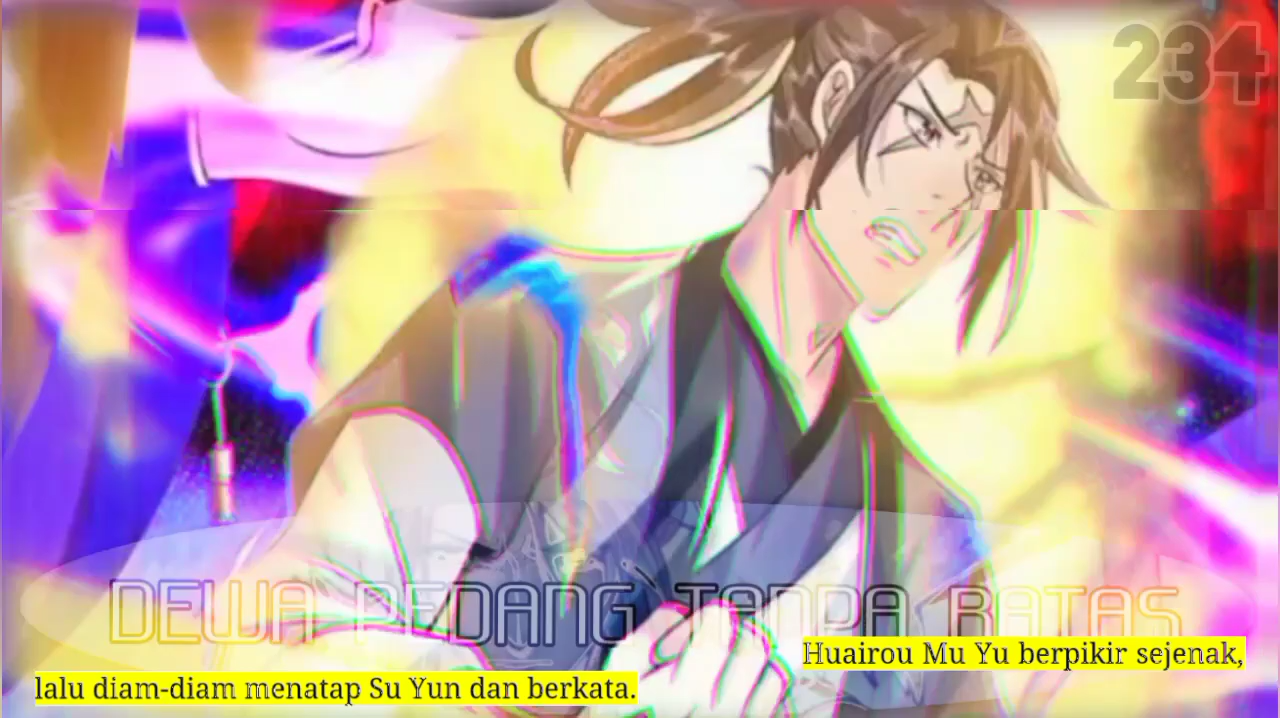 234
DEWA PEDANG TANPA BATAS
Huairou Mu Yu berpikir sejenak,
lalu diam-diam menatap Su Yun dan berkata.